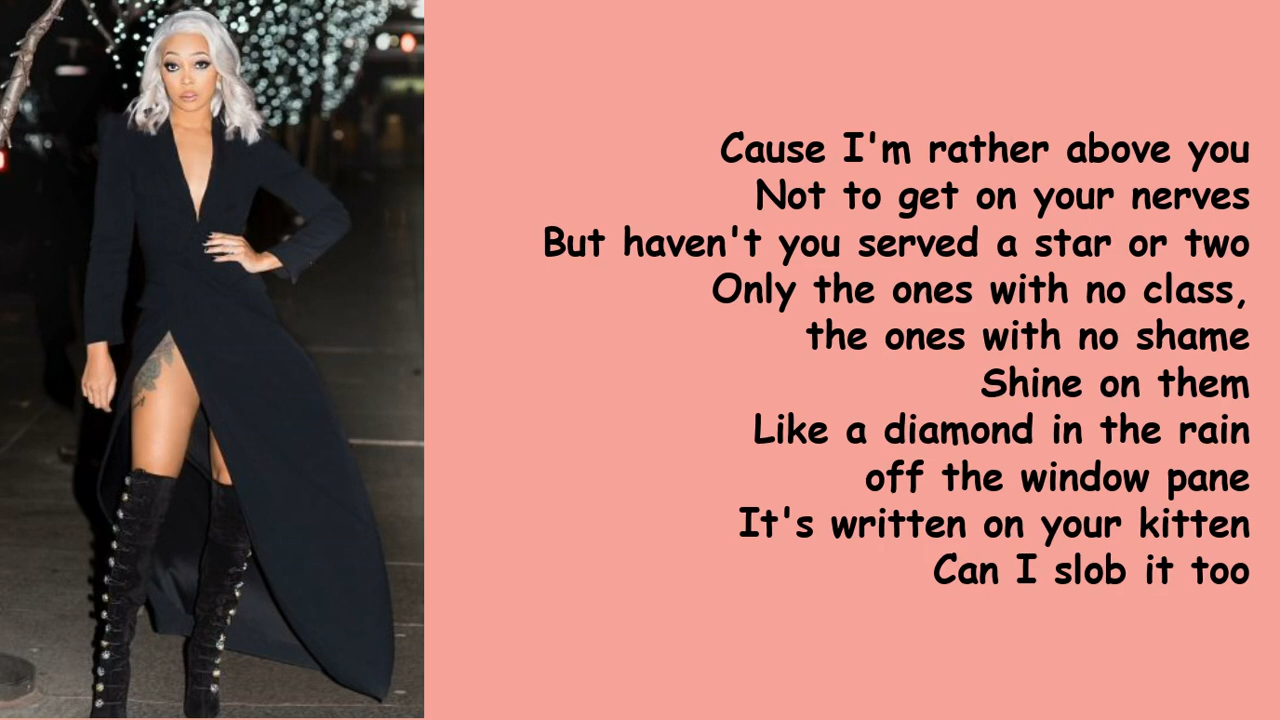 Cause I'm rather above you
Not to get on your nerves
But haven't you served a star or two
Only the ones with no class,
the ones with no shame
Shine on them
Like a diamond in the rain
off the window pane
It's written on your kitten
Can I slob it too